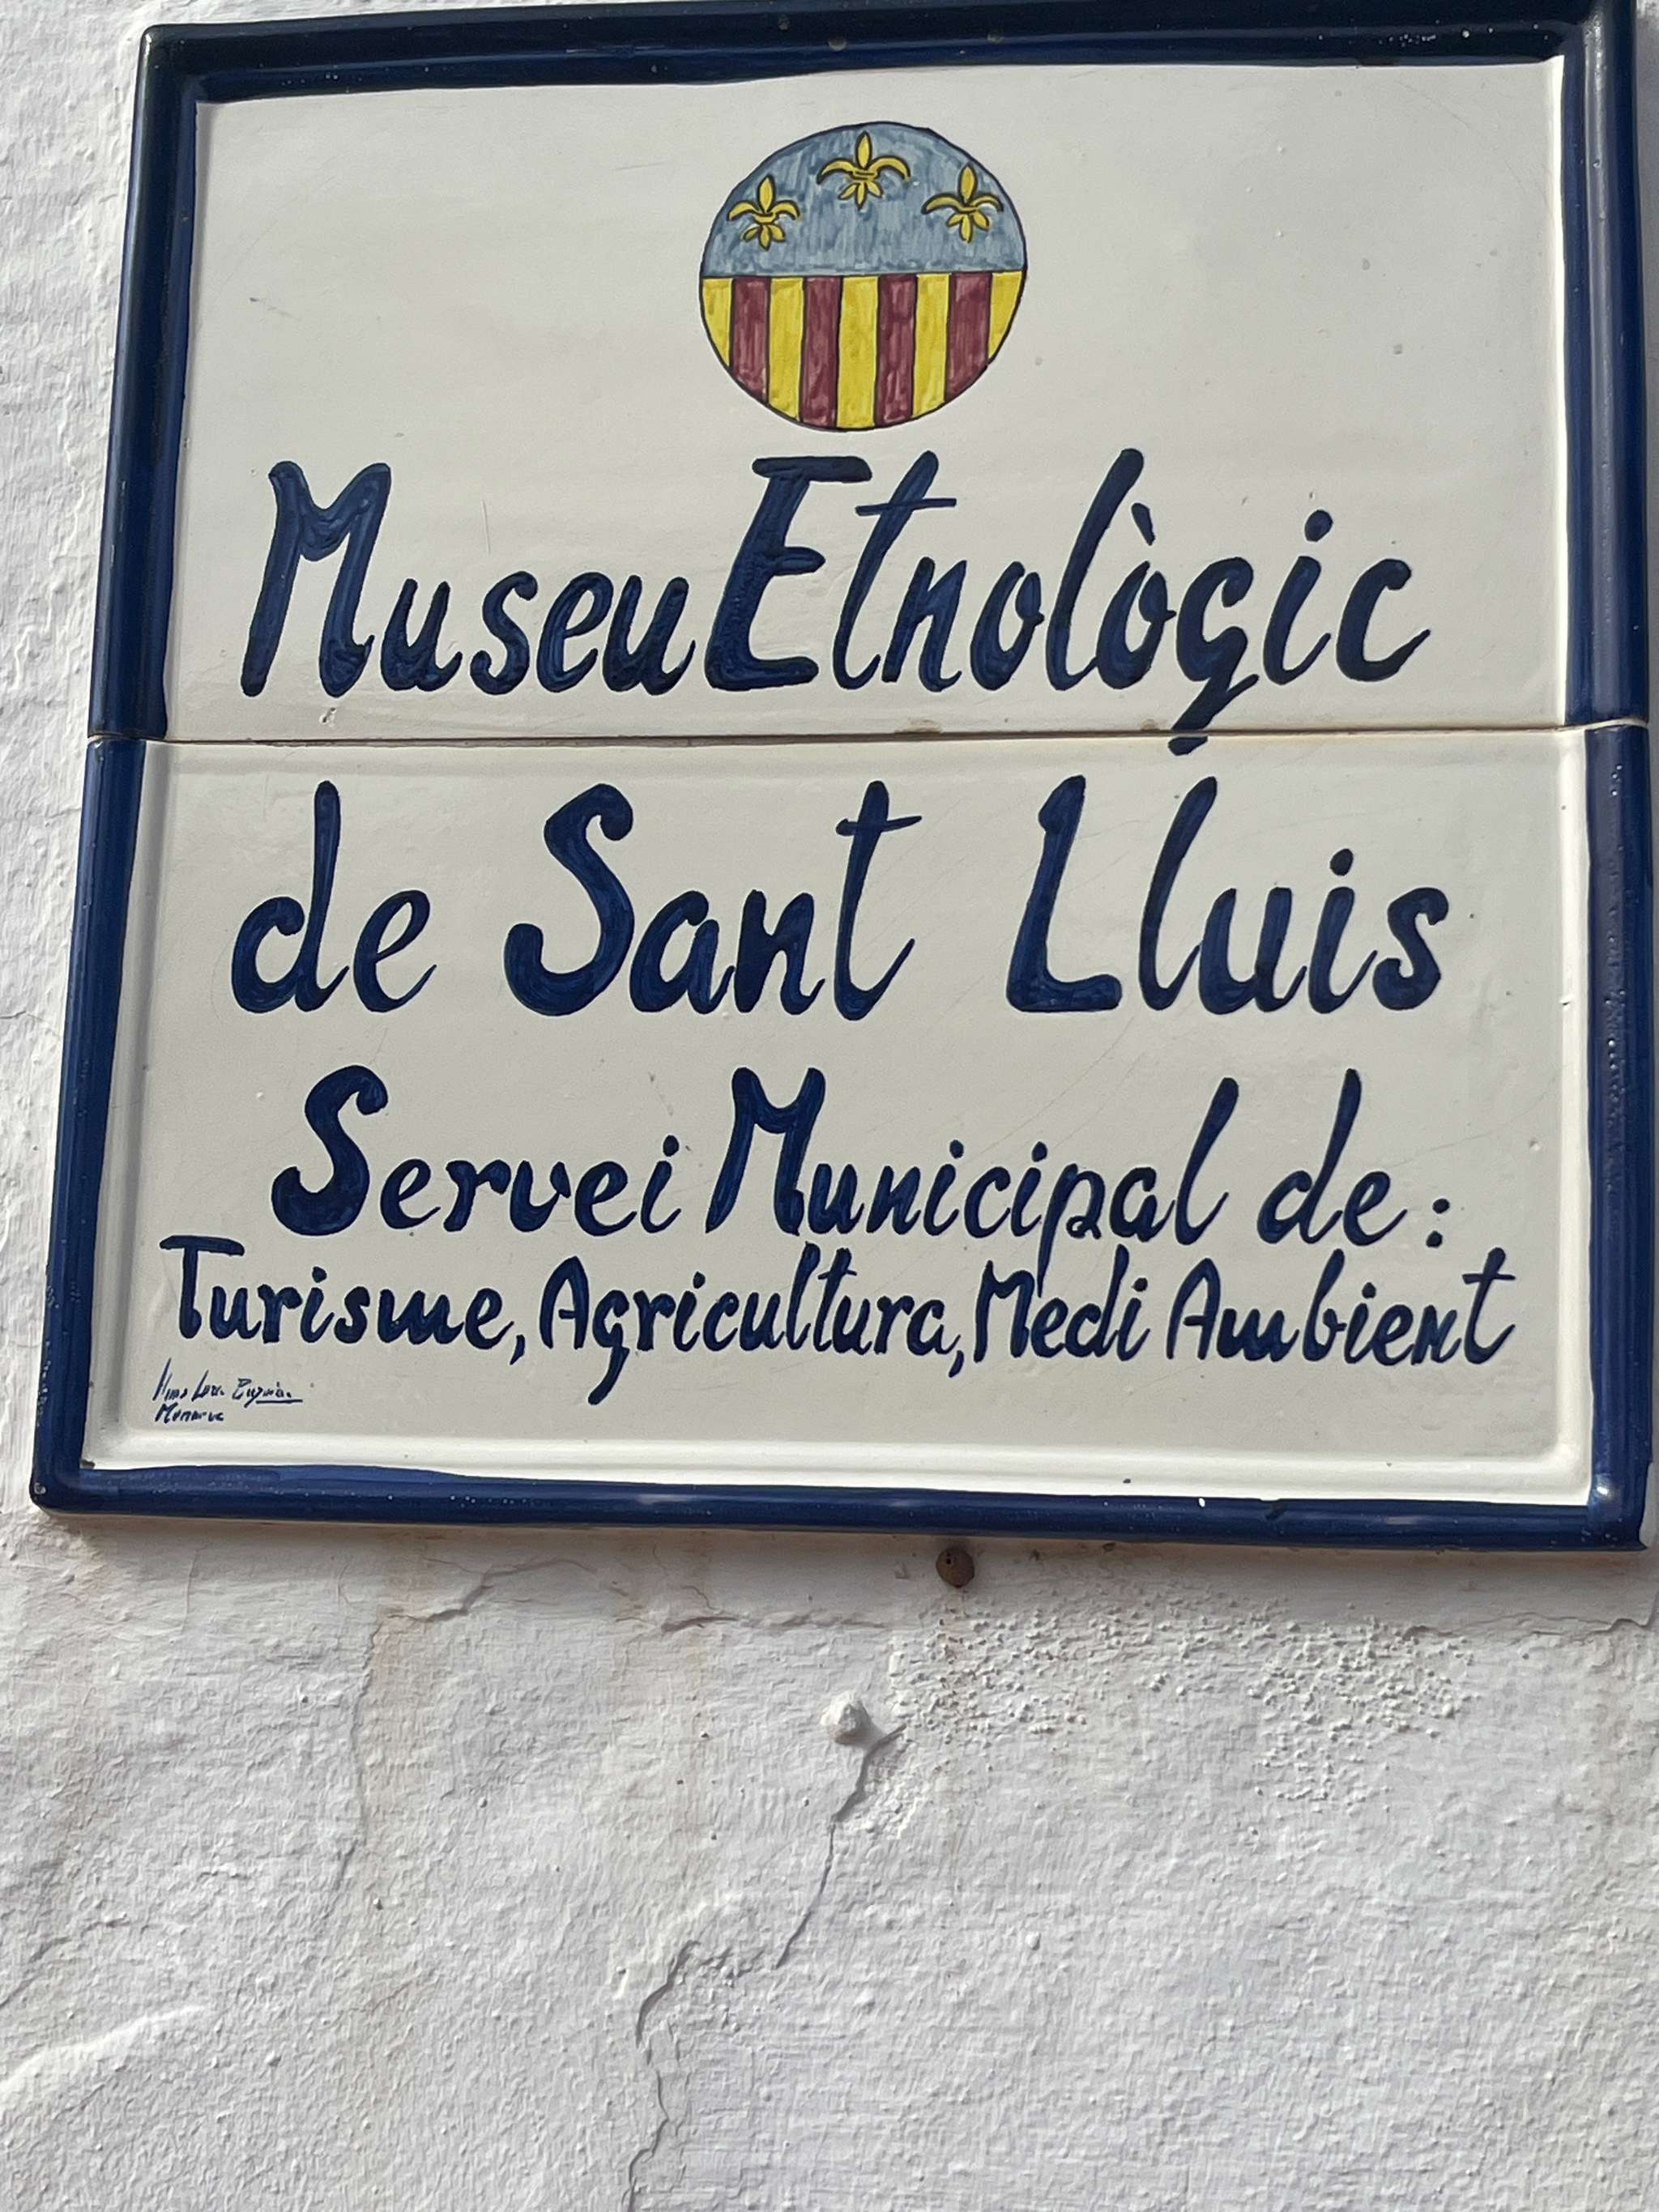 Museu Etnològic
de Sant Lluis
Servei Municipal de:
Turisme, Agricultura, Medi Ambient